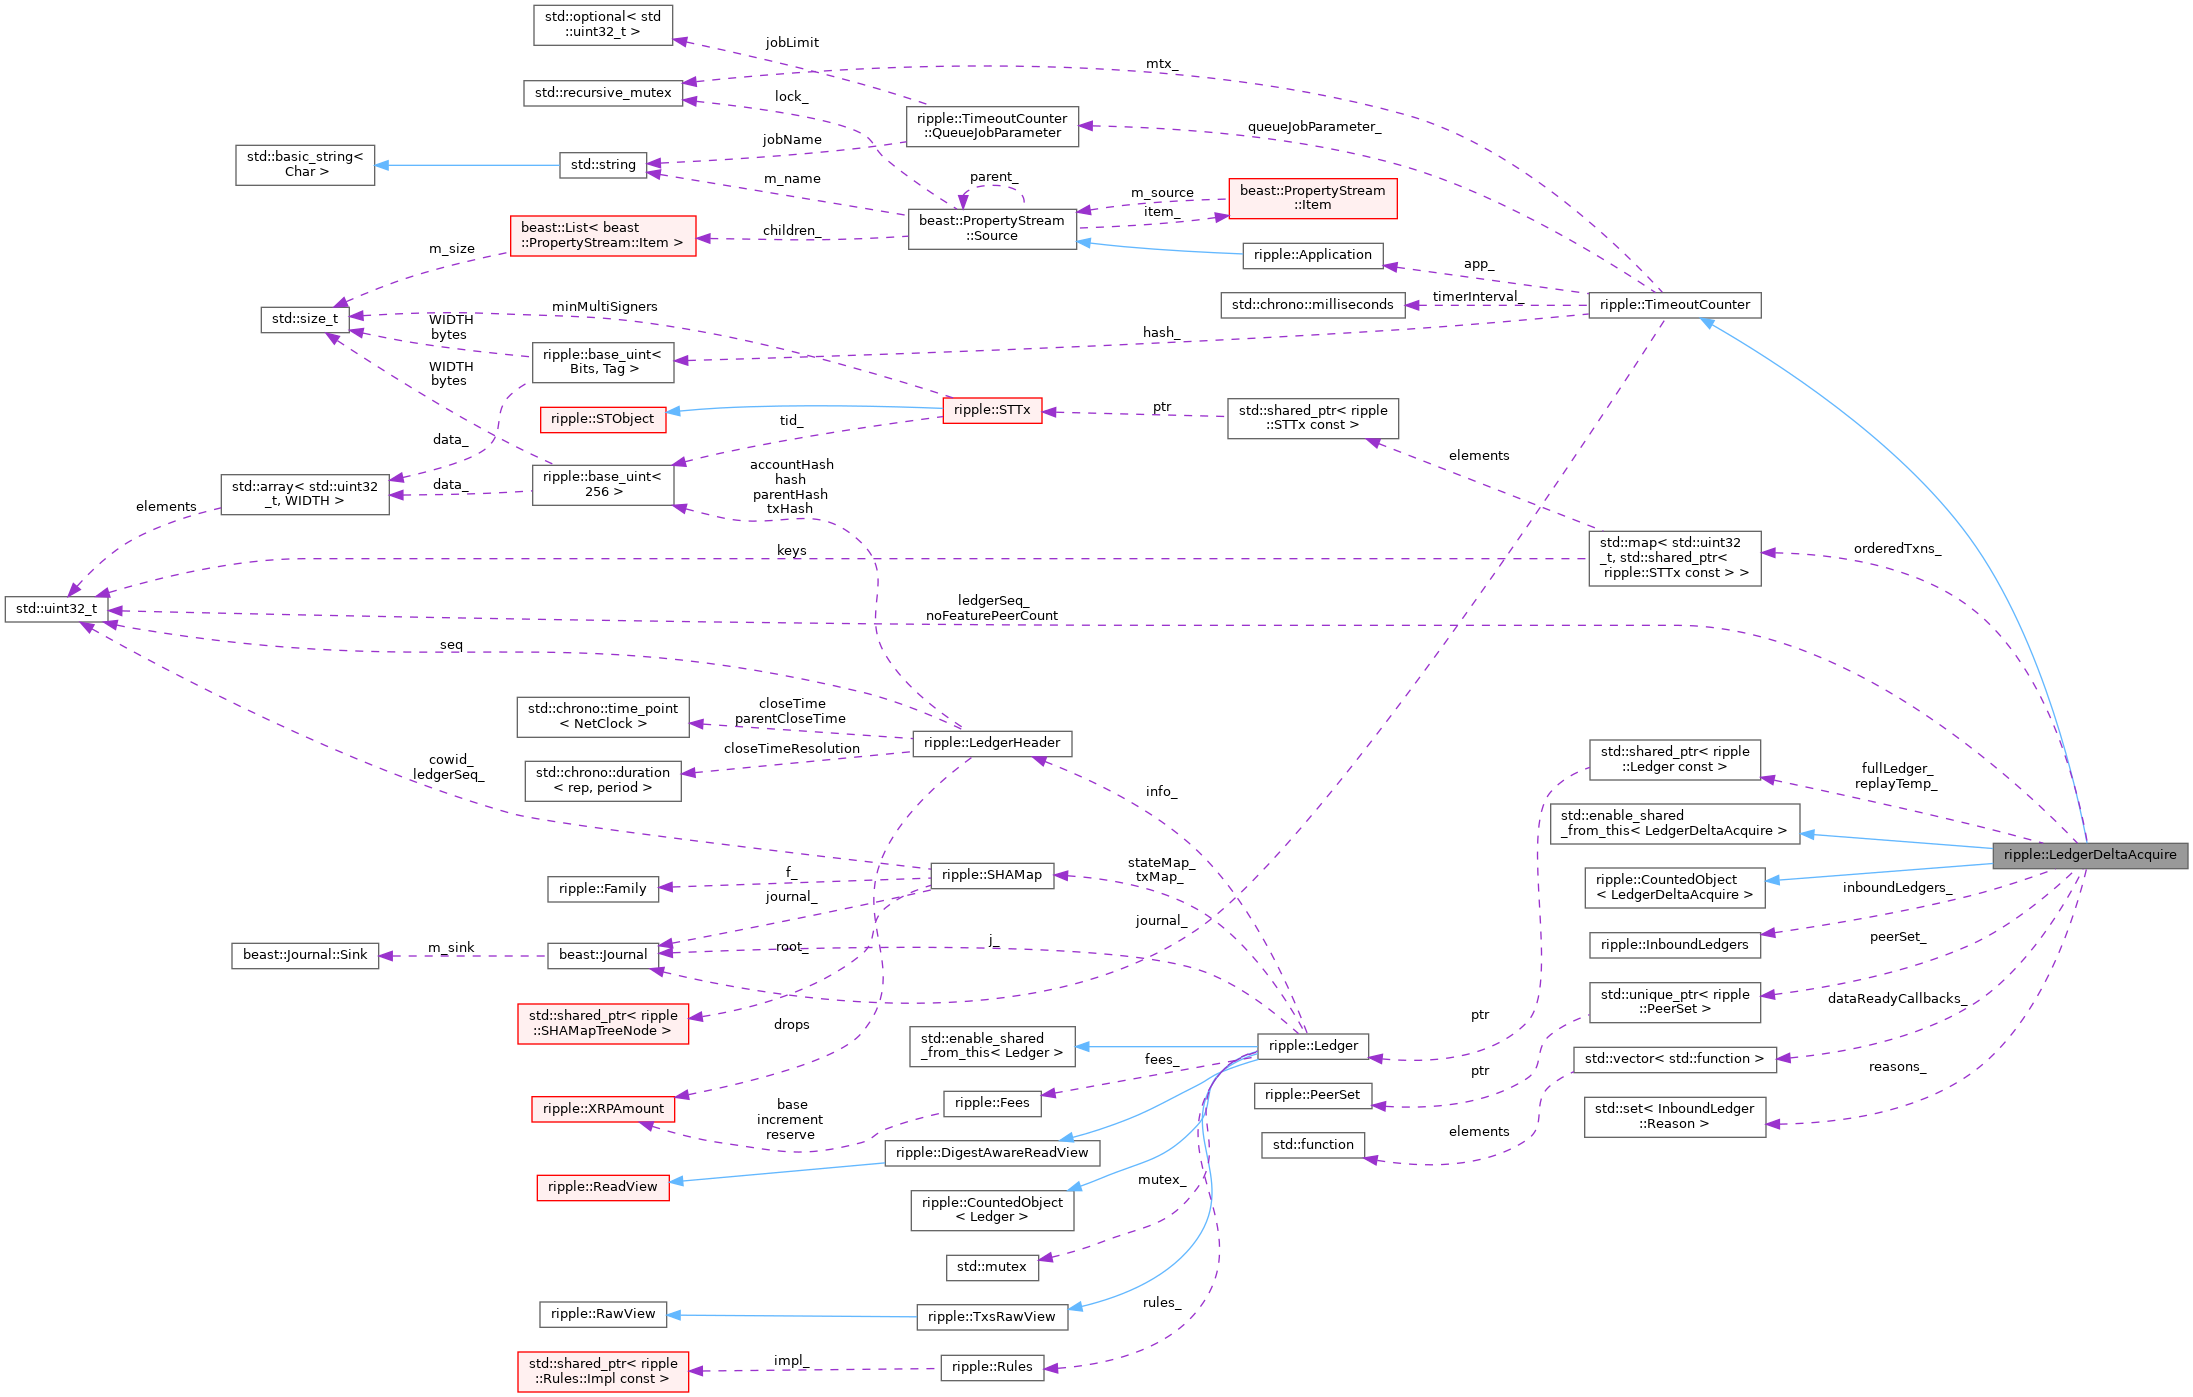 std::optional< std
::uint32_t >
jobLimit
mtx_
std::recursive_mutex
lock_
ripple::TimeoutCounter
::QueueJobParameter
queueJobParameter_
jobName
std::basic_string<
Char >
std::string
m_name
parent_
m_source
item_
beast::PropertyStream
::Item
beast::PropertyStream
::Source
beast::List< beast
::PropertyStream::Item >
children_
m_size
ripple::Application
app_
std::chrono::milliseconds
timerInterval_
ripple::TimeoutCounter
std::size_t
minMultiSigners
WIDTH
bytes
hash_
ripple::base_uint<
Bits, Tag >
WIDTH
bytes
ripple::STObject
ripple::STTx
ptr
std::shared_ptr< ripple
::STTx const >
tid_
data_
elements
accountHash
hash
parentHash
txHash
std::array< std::uint32
_t, WIDTH >
data_
ripple::base_uint<
256 >
elements
keys
std::map< std::uint32
_t, std::shared_ptr<
ripple::STTx const > >
orderedTxns_
std::uint32_t
ledgerSeq_
noFeaturePeerCount
seq
std::chrono::time_point
< NetClock >
closeTime
parentCloseTime
ripple::LedgerHeader
closeTimeResolution
std::chrono::duration
< rep, period >
cowid_
ledgerSeq_
info_
std::shared_ptr< ripple
::Ledger const >
fullLedger_
replayTemp_
std::enable_shared
_from_this< LedgerDeltaAcquire >
ripple::LedgerDeltaAcquire
ripple::SHAMap
stateMap_
txMap_
ripple::Family
f_
journal_
ripple::CountedObject
< LedgerDeltaAcquire >
inboundLedgers_
journal_
beast::Journal::Sink
m_sink
beast::Journal
root_
j_
ripple::InboundLedgers
peerSet_
std::shared_ptr< ripple
::SHAMapTreeNode >
drops
std::unique_ptr< ripple
::PeerSet >
dataReadyCallbacks_
ptr
std::enable_shared
_from_this< Ledger >
ripple::Ledger
fees_
std::vector< std::function >
reasons_
ptr
ripple::PeerSet
ripple::XRPAmount
base
increment
reserve
ripple::Fees
std::set< InboundLedger
::Reason >
elements
std::function
ripple::DigestAwareReadView
ripple::ReadView
mutex_
ripple::CountedObject
< Ledger >
std::mutex
rules_
ripple::RawView
ripple::TxsRawView
std::shared_ptr< ripple
::Rules::Impl const >
impl_
ripple::Rules